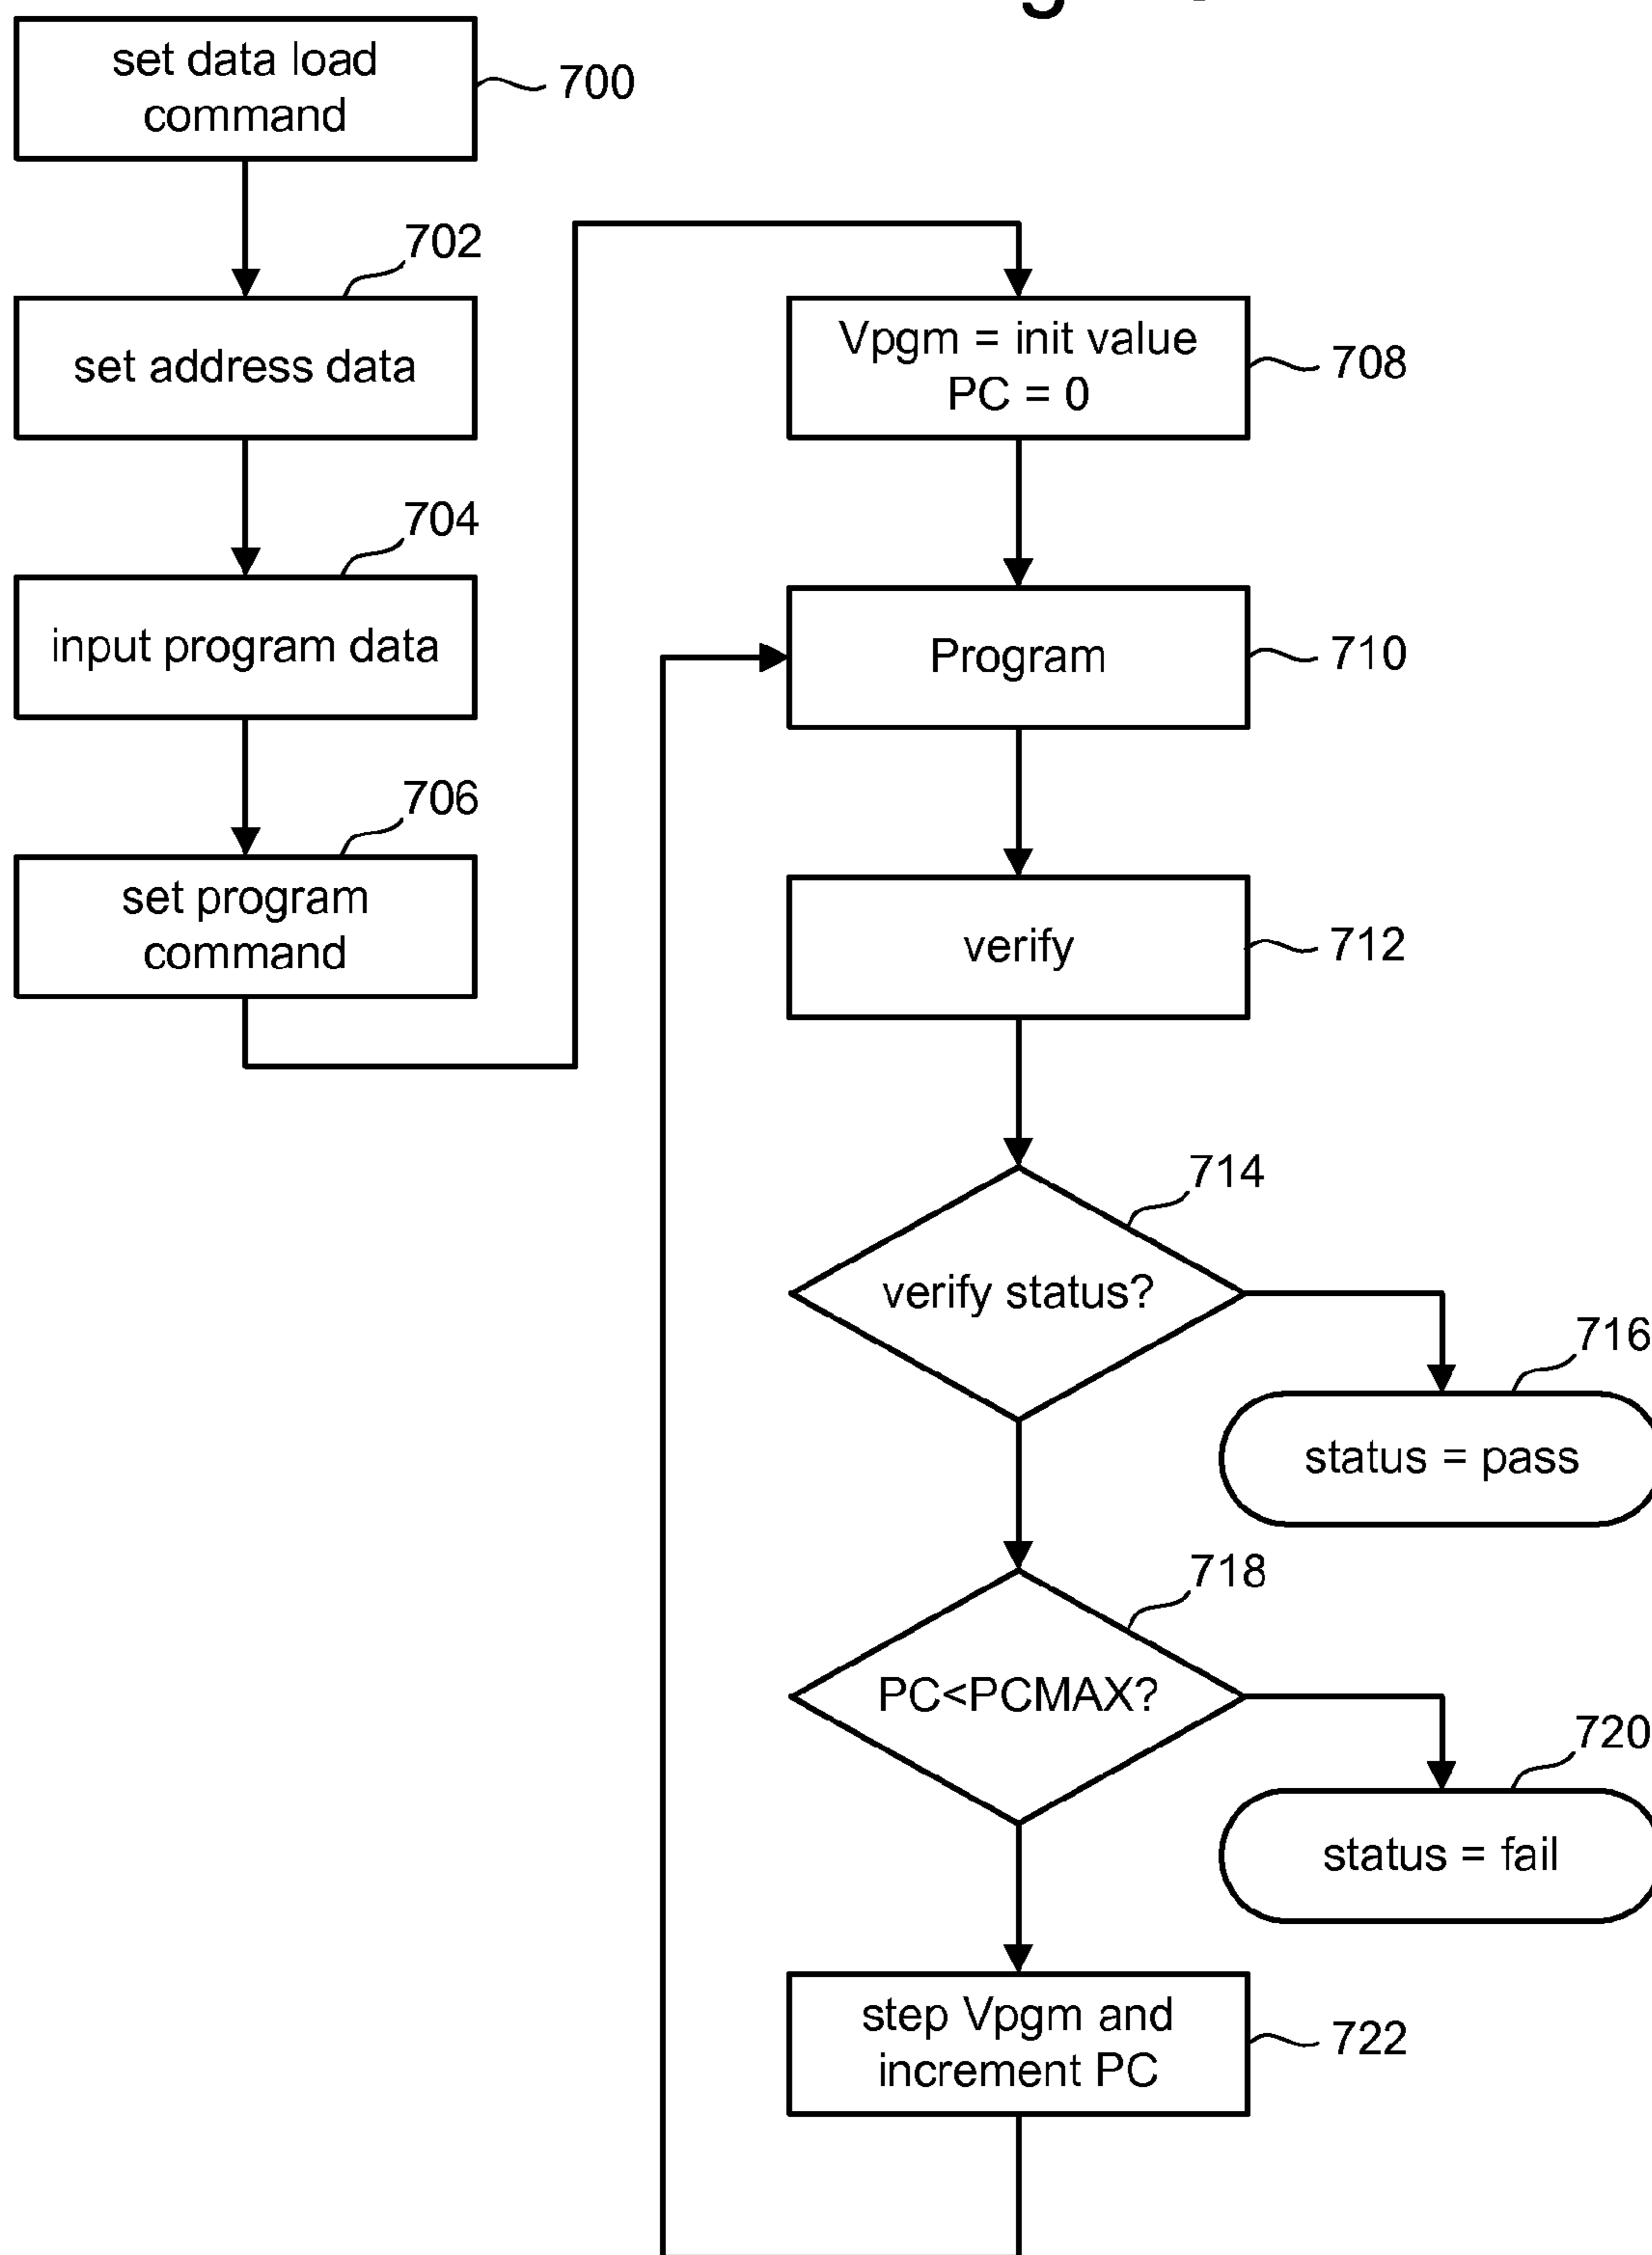 set data load
command
700
702
set address data
704
input program data
706
set program
command
Vpgm = init value
PC = 0
708
Program
710
verify
712
714
verify status?
716
status = pass
718
PC<PCMAX?
720
status = fail
step Vpgm and
increment PC
722